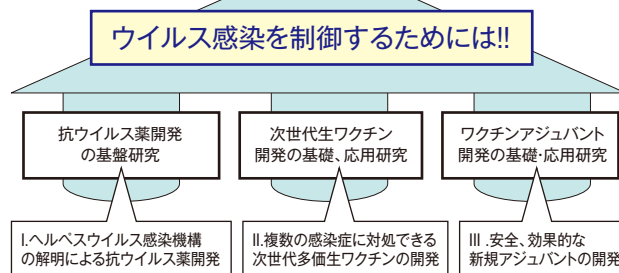 ウイルス感染を制御するためには!!
抗ウイルス薬開発
の基盤研究
次世代生ワクチン
開発の基礎、応用研究
ワクチンアジュバント
開発の基礎・応用研究
I.ヘルペスウイルス感染機構
の解明による抗ウイルス薬開発
II.複数の感染症に対処できる
次世代多価生ワクチンの開発
III .安全、効果的な
新規アジュバントの開発